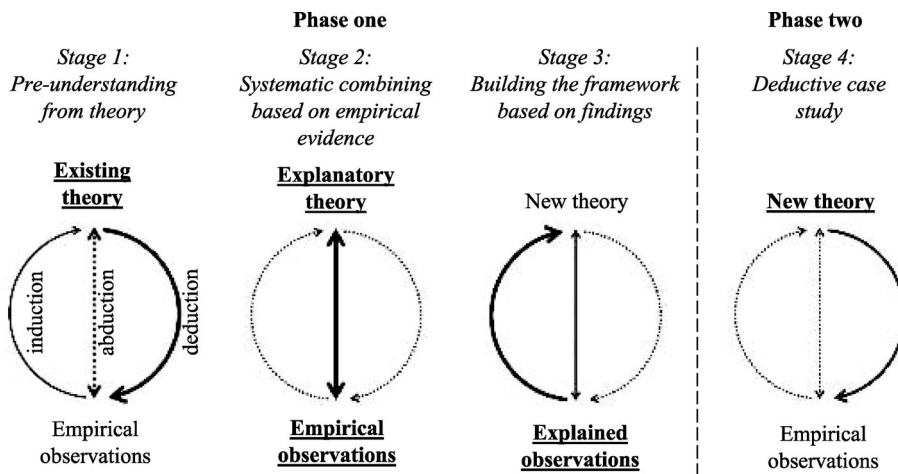 Phase one
Phase two
Stage 1:
Pre-understanding
from theory
Stage 2:
Systematic combining
based on empirical
evidence
Stage 3:
Building the framework
based on findings
Stage 4:
Deductive case
study
Existing
theory
induction
abduction
deduction
Empirical
observations
Explanatory
theory
Empirical
observations
New theory
Explained
observations
New theory
Empirical
observations